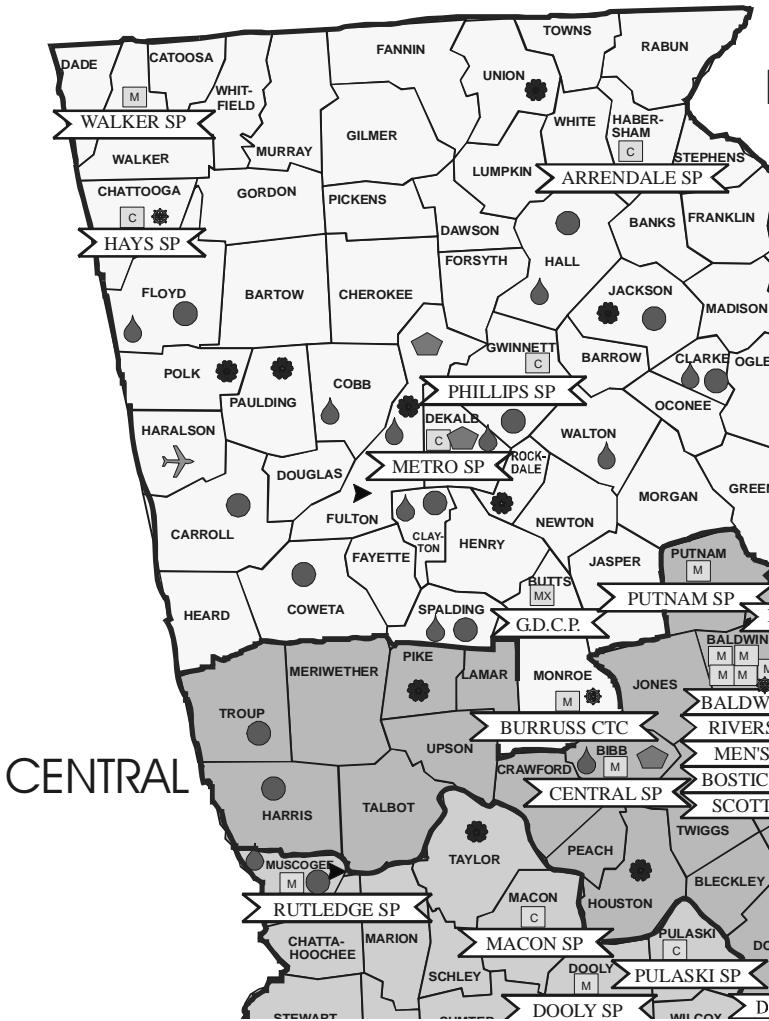 TOWNS
FANNIN
RABUN
CATOOSA
DADE
UNION
WHIT-
FIELD
M
WALKER SP
WHITE
HABER-
SHAM
GILMER
C
MURRAY
WALKER
STEPHENS
LUMPKIN
ARRENDALE SP
CHATTOOGA
GORDON
PICKENS
C
HAYS SP
BANKS
FRANKLIN
DAWSON
FORSYTH
HALL
FLOYD
BARTOW
CHEROKEE
JACKSON
MADISON
GWINNETT
C
BARROW
CLARKE
OGLE
POLK
COBB
PAULDING
PHILLIPS SP
OCONEE
DEKALB
C
HARALSON
WALTON
ROCK-
DALE
METRO SP
DOUGLAS
MORGAN
GREEN
FULTON
NEWTON
CARROLL
CLAY-
TON
HENRY
FAYETTE
JASPER
PUTNAM
M
BUTTS
MX
PUTNAM SP
HEARD
COWETA
SPALDING
G.D.C.P.
BALDWIN
M M
M M M
PIKE
MERIWETHER
LAMAR
MONROE
M
JONES
BALDW
TROUP
BURRUSS CTC
RIVERS
UPSON
BIBB
M
MEN'S
CRAWFORD
CENTRAL
BOSTIC
CENTRAL SP
SCOTT
HARRIS
TALBOT
TWIGGS
PEACH
TAYLOR
MUSCOGEE
M
BLECKLEY
MACON
C
HOUSTON
RUTLEDGE SP
PULASKI
C
CHATTA-
HOOCHEE
MARION
MACON SP
DO
DOOLY
M
SCHLEY
PULASKI SP
DOOLY SP
D
STEWART
SUMTER
WILCOX